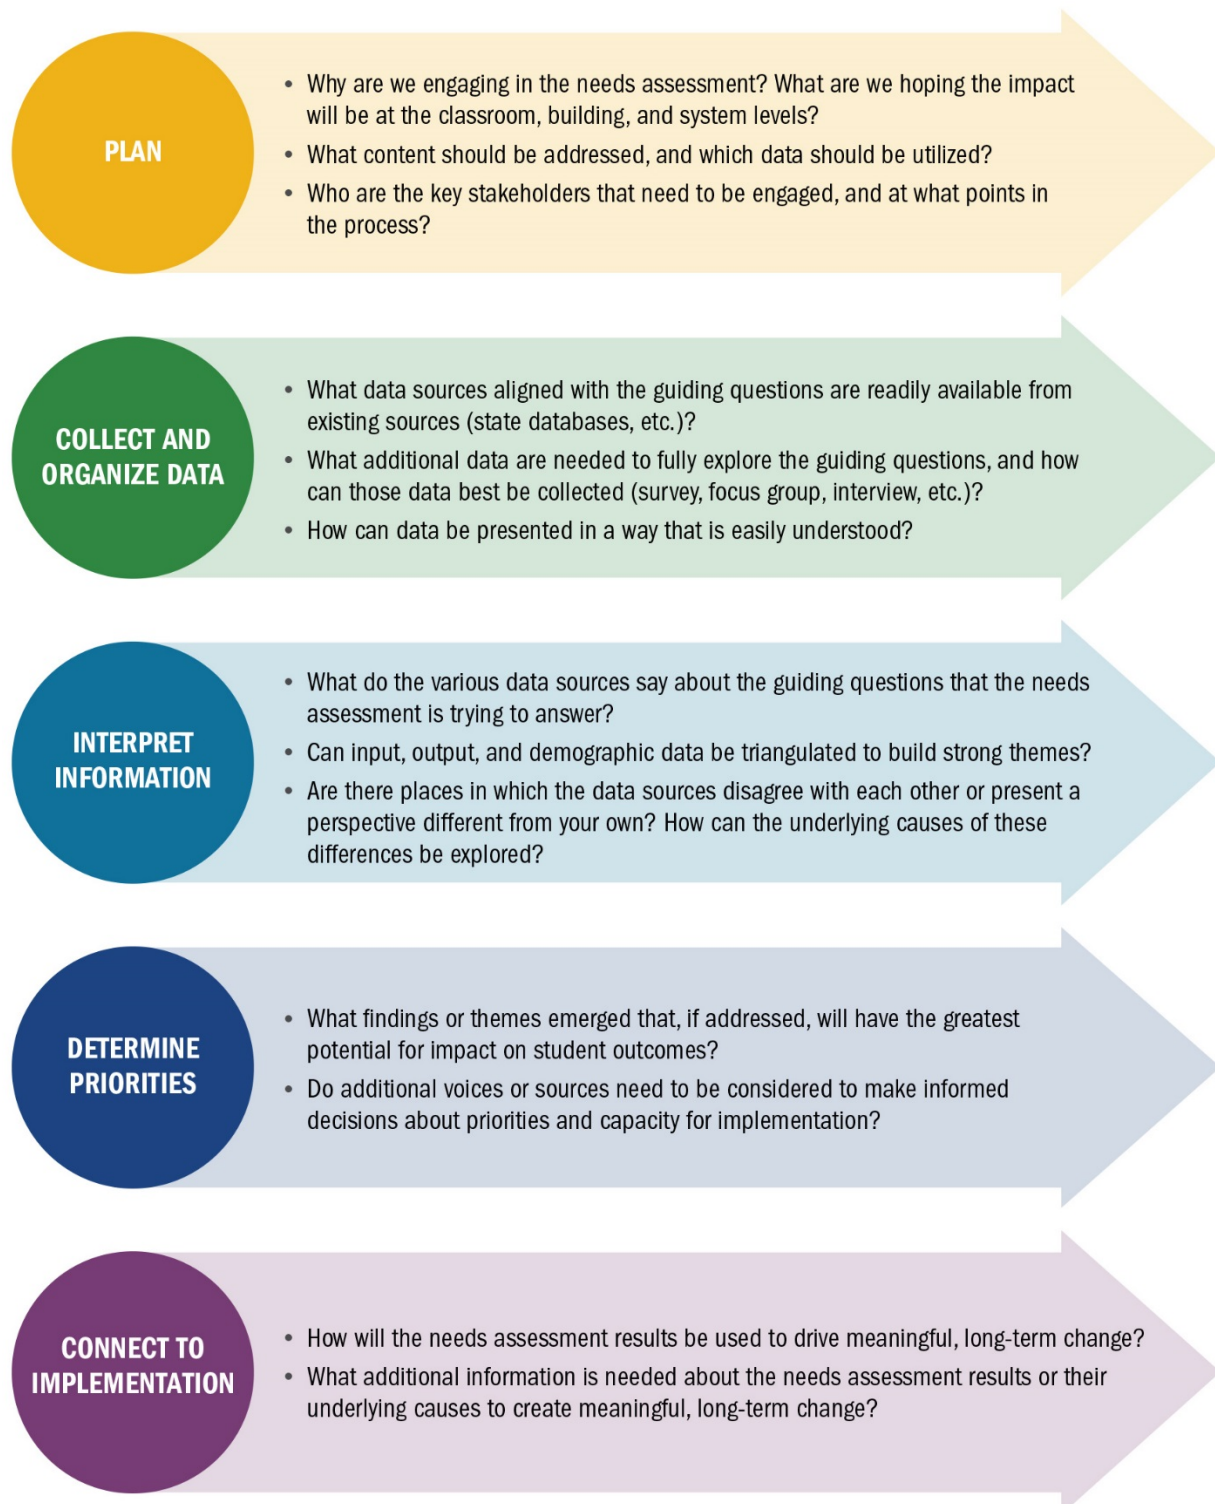 PLAN
• Why are we engaging in the needs assessment? What are we hoping the impact
will be at the classroom, building, and system levels?
• What content should be addressed, and which data should be utilized?
• Who are the key stakeholders that need to be engaged, and at what points in
the process?
COLLECT AND
ORGANIZE DATA
• What data sources aligned with the guiding questions are readily available from
existing sources (state databases, etc.)?
• What additional data are needed to fully explore the guiding questions, and how
can those data best be collected (survey, focus group, interview, etc.)?
• How can data be presented in a way that is easily understood?
INTERPRET
INFORMATION
• What do the various data sources say about the guiding questions that the needs
assessment is trying to answer?
• Can input, output, and demographic data be triangulated to build strong themes?
• Are there places in which the data sources disagree with each other or present a
perspective different from your own? How can the underlying causes of these
differences be explored?
DETERMINE
PRIORITIES
• What findings or themes emerged that, if addressed, will have the greatest
potential for impact on student outcomes?
• Do additional voices or sources need to be considered to make informed
decisions about priorities and capacity for implementation?
CONNECT TO
IMPLEMENTATION
• How will the needs assessment results be used to drive meaningful, long-term change?
• What additional information is needed about the needs assessment results or their
underlying causes to create meaningful, long-term change?